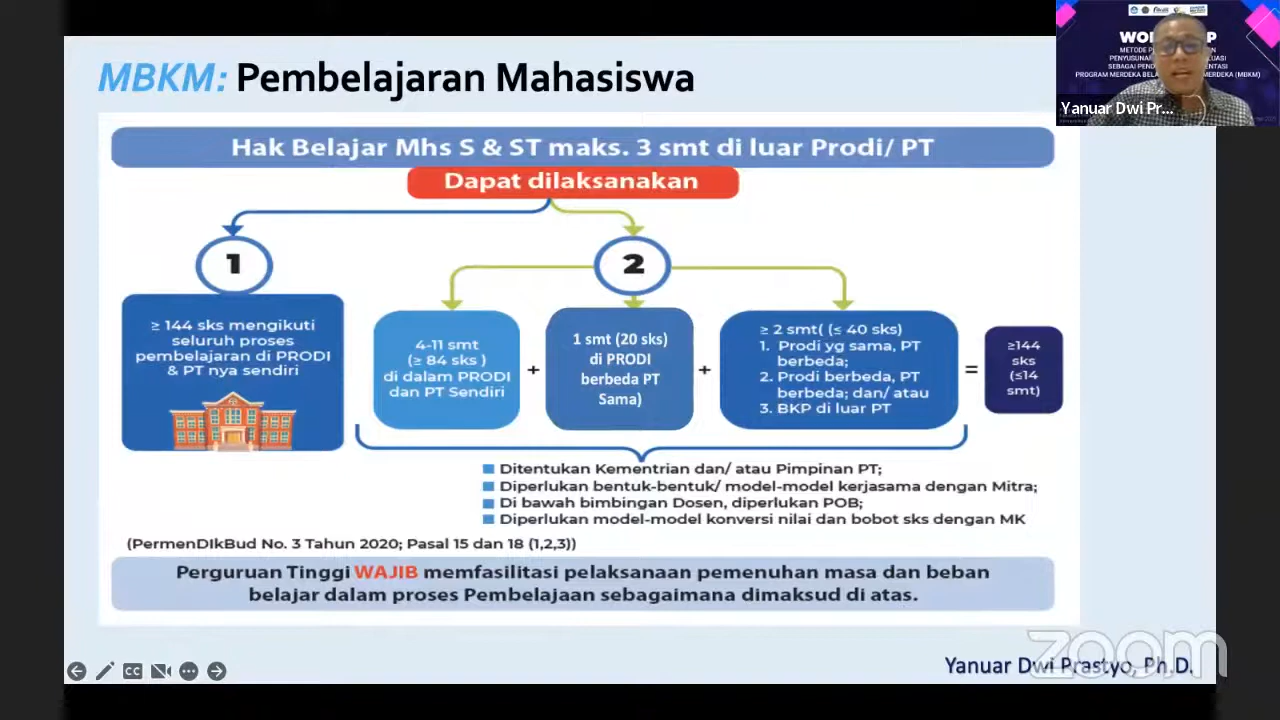 MBKM: Pembelajaran Mahasiswa
Hak Belajar Mhs S & ST maks. 3 smt di luar Prodi/ PT
Dapat dilaksanakan
1
2
≥ 144 sks mengikuti
seluruh proses
pembelajaran di PRODI
& PT nya sendiri
4-11 smt
(≥ 84 sks )
di dalam PRODI
dan PT Sendiri
+
1 smt (20 sks)
di PRODI
berbeda PT
Sama)
+
≥ 2 smt( (≤ 40 sks)
1. Prodi yg sama, PT
berbeda;
2. Prodi berbeda, PT
berbeda; dan/ atau
3. BKP di luar PT
=
≥144
sks
(≤14
smt)
Ditentukan Kementrian dan/ atau Pimpinan PT;
Diperlukan bentuk-bentuk/ model-model kerjasama dengan Mitra;
Di bawah bimbingan Dosen, diperlukan POB;
Diperlukan model-model konversi nilai dan bobot sks dengan MK
(PermenDIkBud No. 3 Tahun 2020; Pasal 15 dan 18 (1,2,3))
Perguruan Tinggi WAJIB memfasilitasi pelaksanaan pemenuhan masa dan beban
belajar dalam proses Pembelajaan sebagaimana dimaksud di atas.
Yanuar Dwi Prastyo, Ph.D.
zoom
CC
METODE
PENYUSUNAN
SEBAGAI
PROGRAM MERDEKA (MBKM)
Yanuar Dwi Pr...